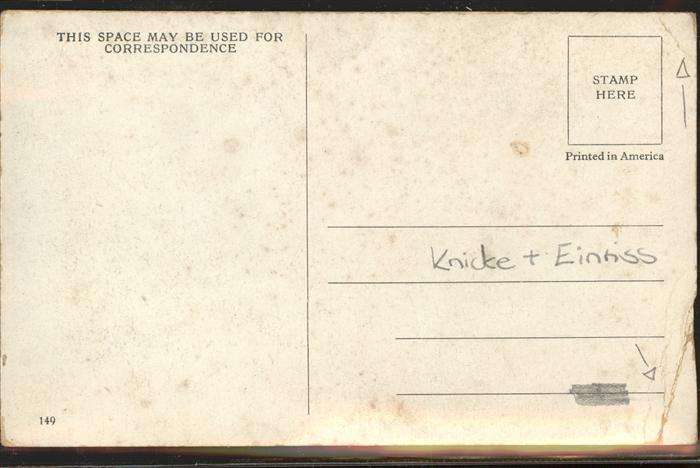 THIS SPACE MAY BE USED FOR
CORRESPONDENCE
STAMP
HERE
Printed in America
Knicke + Einriss
149